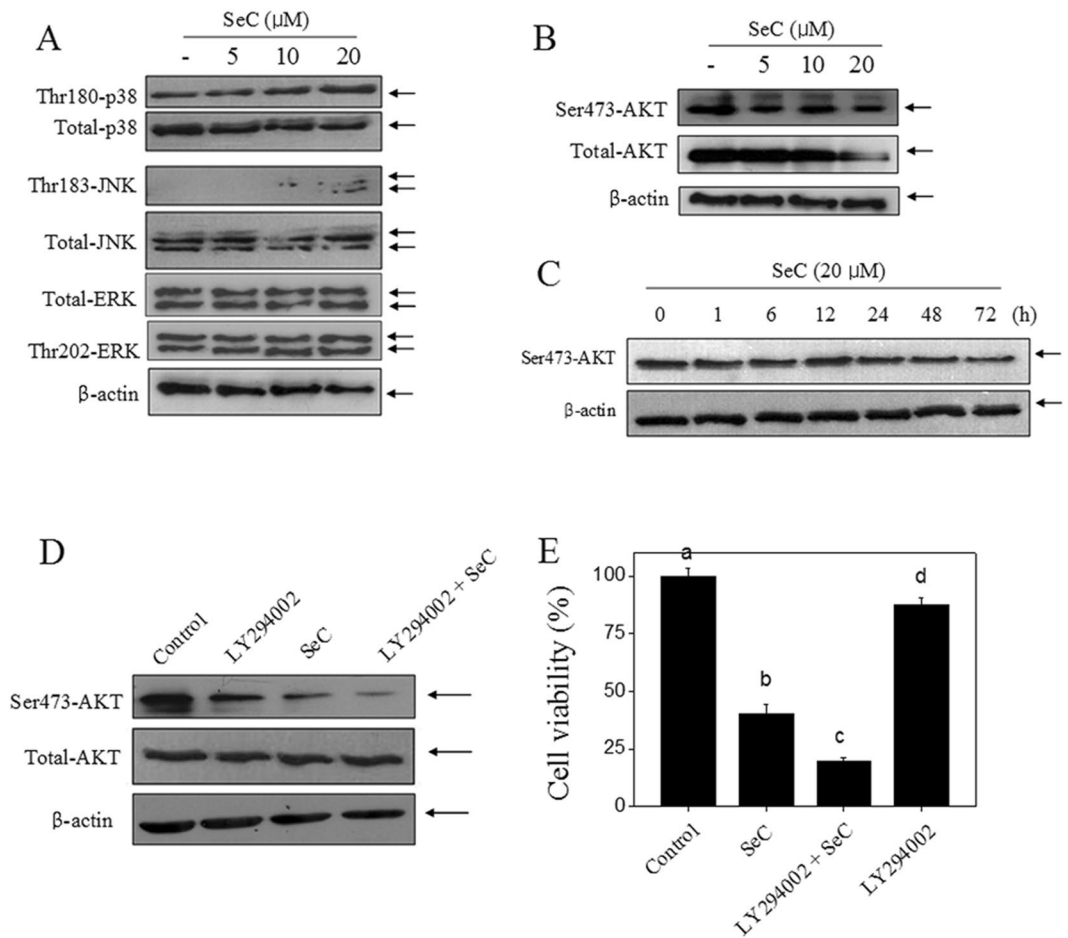 A
SeC (μM)
- 5 10 20
Thr180-p38
Total-p38
Thr183-JNK
Total-JNK
Total-ERK
Thr202-ERK
β-actin
B
SeC (μM)
- 5 10 20
Ser473-AKT
Total-AKT
β-actin
C
SeC (20 μM)
0 1 6 12 24 48 72 (h)
Ser473-AKT
β-actin
D
Control LY294002 SeC LY294002 + SeC
Ser473-AKT
Total-AKT
β-actin
E
Cell viability (%)
100
75
50
25
0
a
b
c
d
Control
SeC
LY294002 + SeC
LY294002